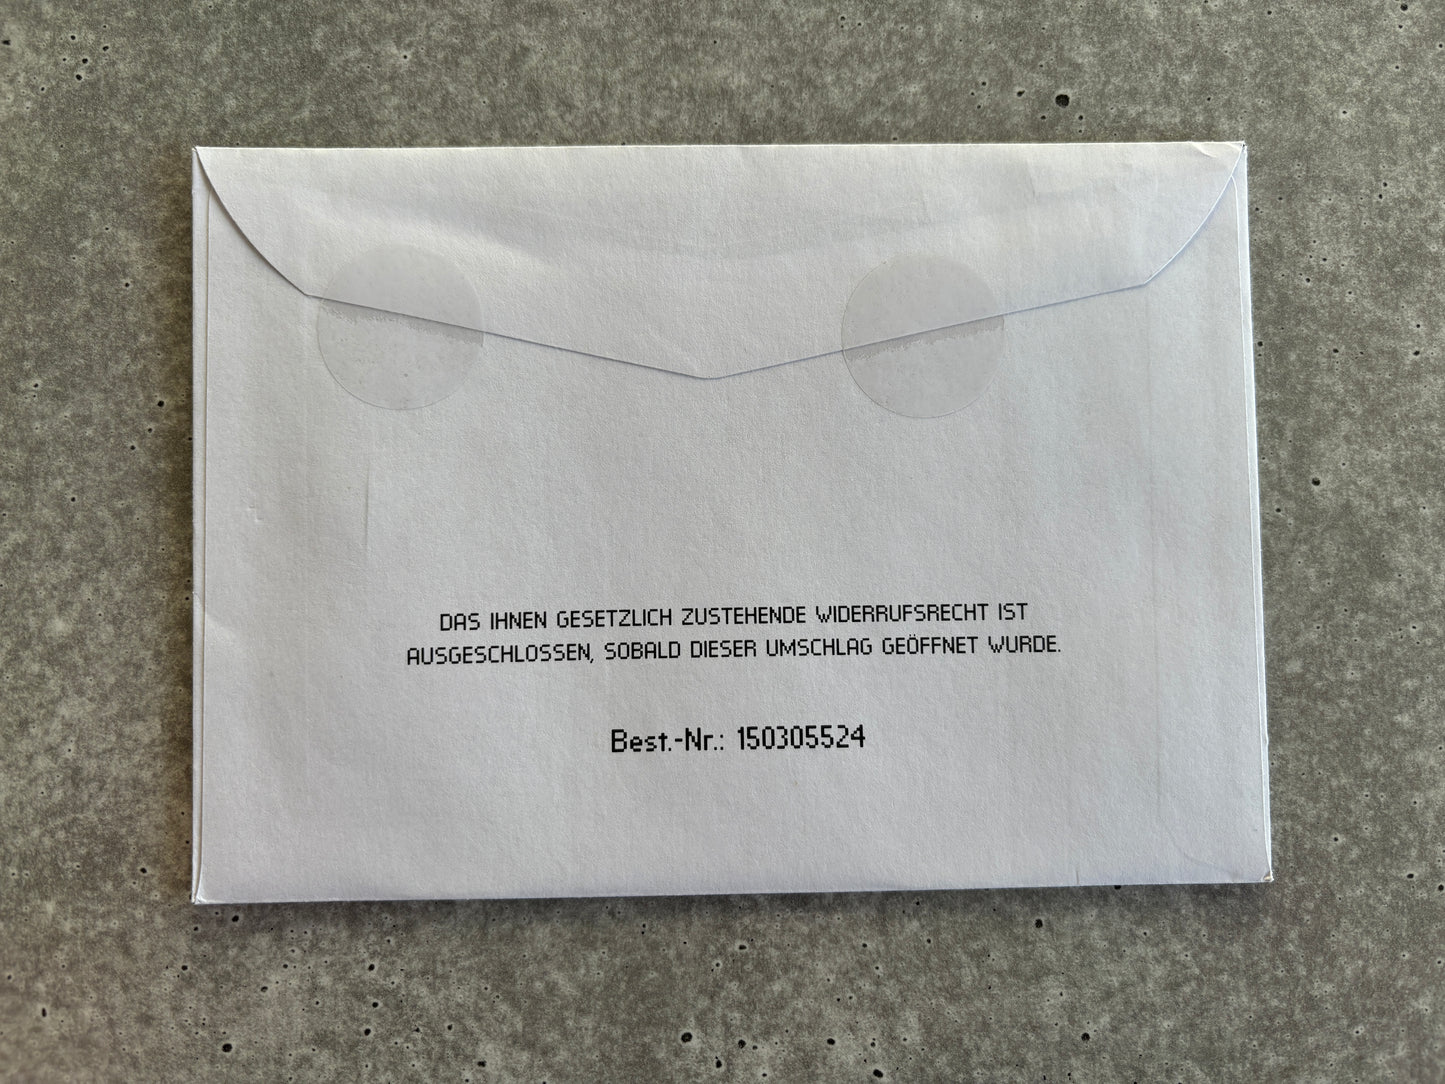 DAS IHNEN GESETZLICH ZUSTEHENDE WIDERRUFSRECHT IST
AUSGESCHLOSSEN, SOBALD DIESER UMSCHLAG GEÖFFNET WURDE.
Best.-Nr.: 150305524